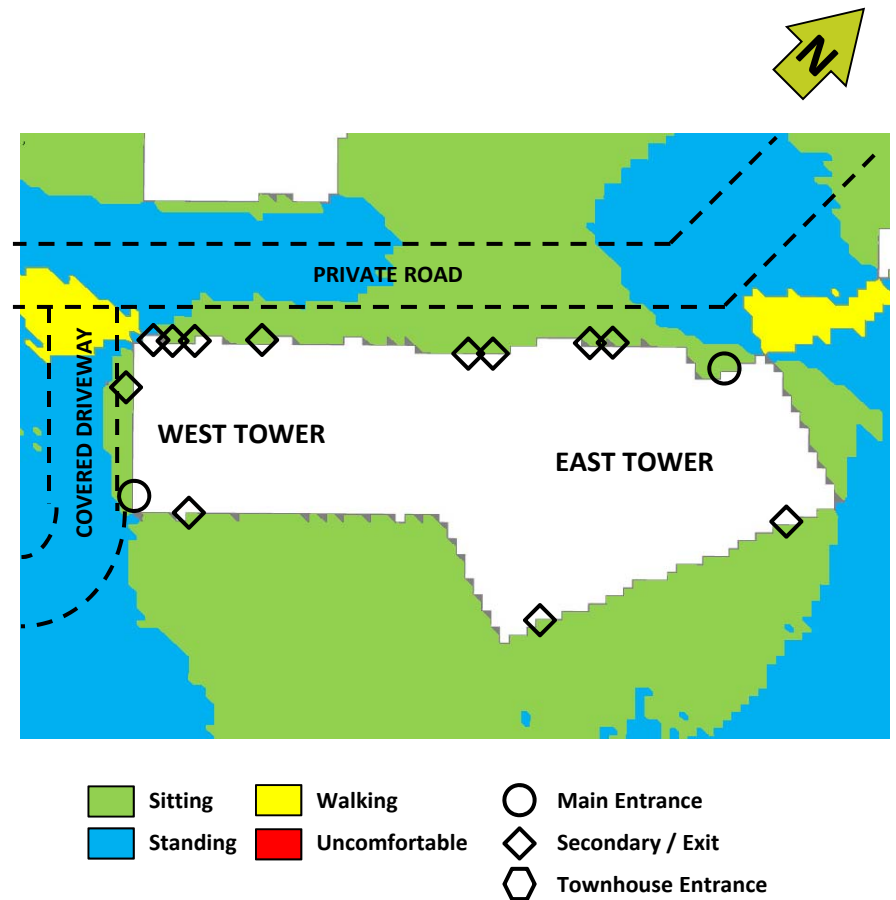 N
PRIVATE ROAD
COVERED DRIVEWAY
WEST TOWER
EAST TOWER
Sitting
Walking
Main Entrance
Standing
Uncomfortable
Secondary / Exit
Townhouse Entrance